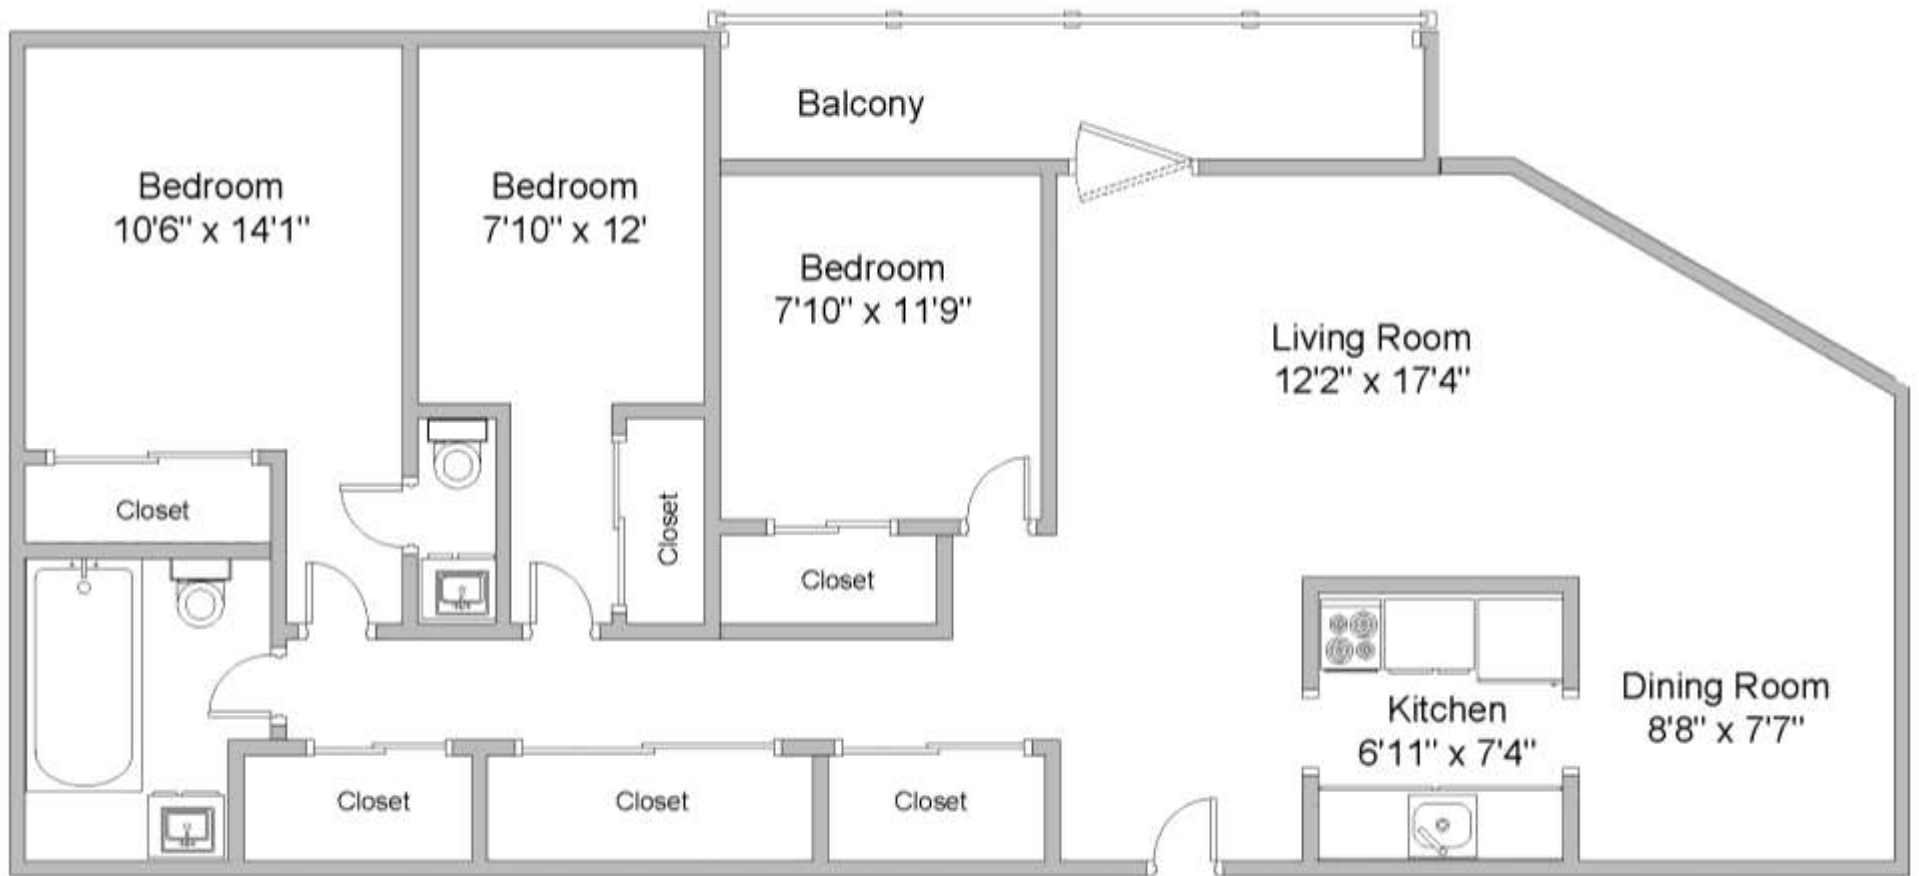 Balcony
Bedroom
10'6" x 14'1"
Bedroom
7'10" x 12'
Bedroom
7'10" x 11'9"
Living Room
12'2" x 17'4"
Closet
Closet
Closet
Dining Room
8'8" x 7'7"
Kitchen
6'11" x 7'4"
Closet
Closet
Closet